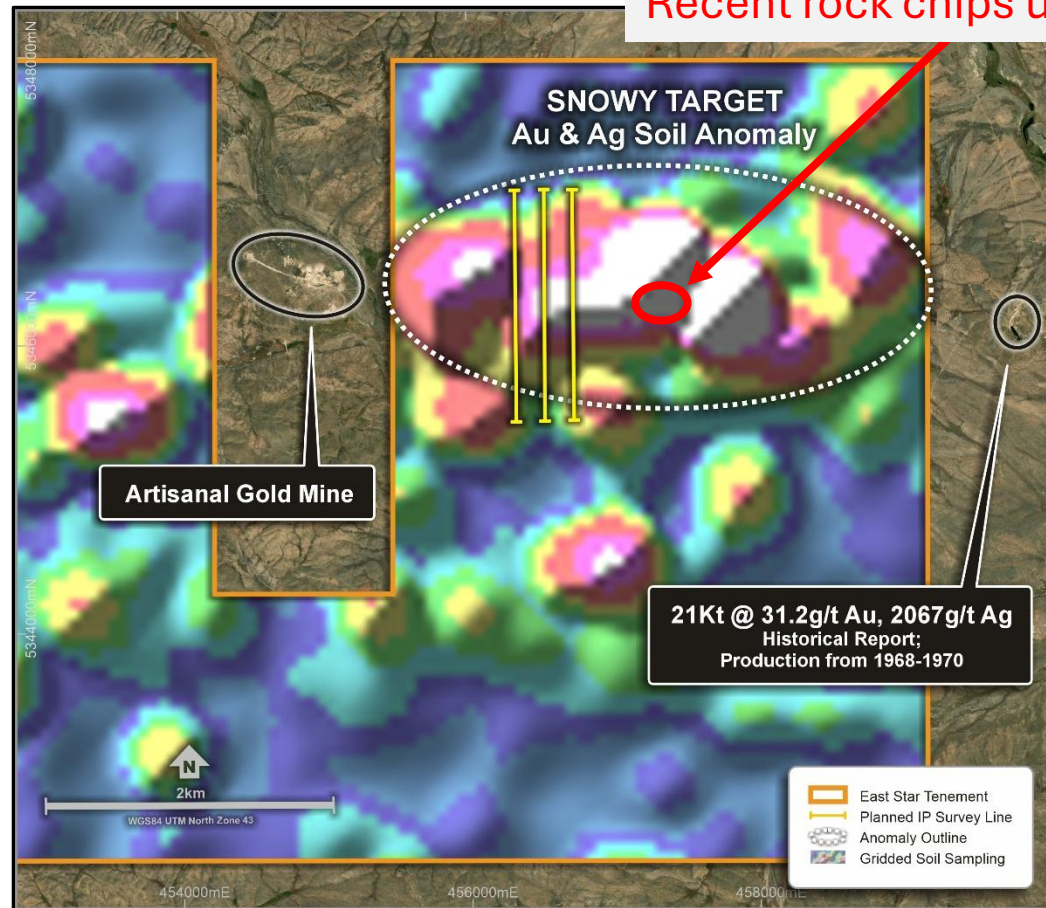 Recent rock chips u
5348000mN
SNOWY TARGET
Au & Ag Soil Anomaly
Artisanal Gold Mine
21Kt @ 31.2g/t Au, 2067g/t Ag
Historical Report;
Production from 1968-1970
5344000mN
N
2km
WGS84 UTM North Zone 43
East Star Tenement
Planned IP Survey Line
Anomaly Outline
Gridded Soil Sampling
454000mE
456000mE
458000mE